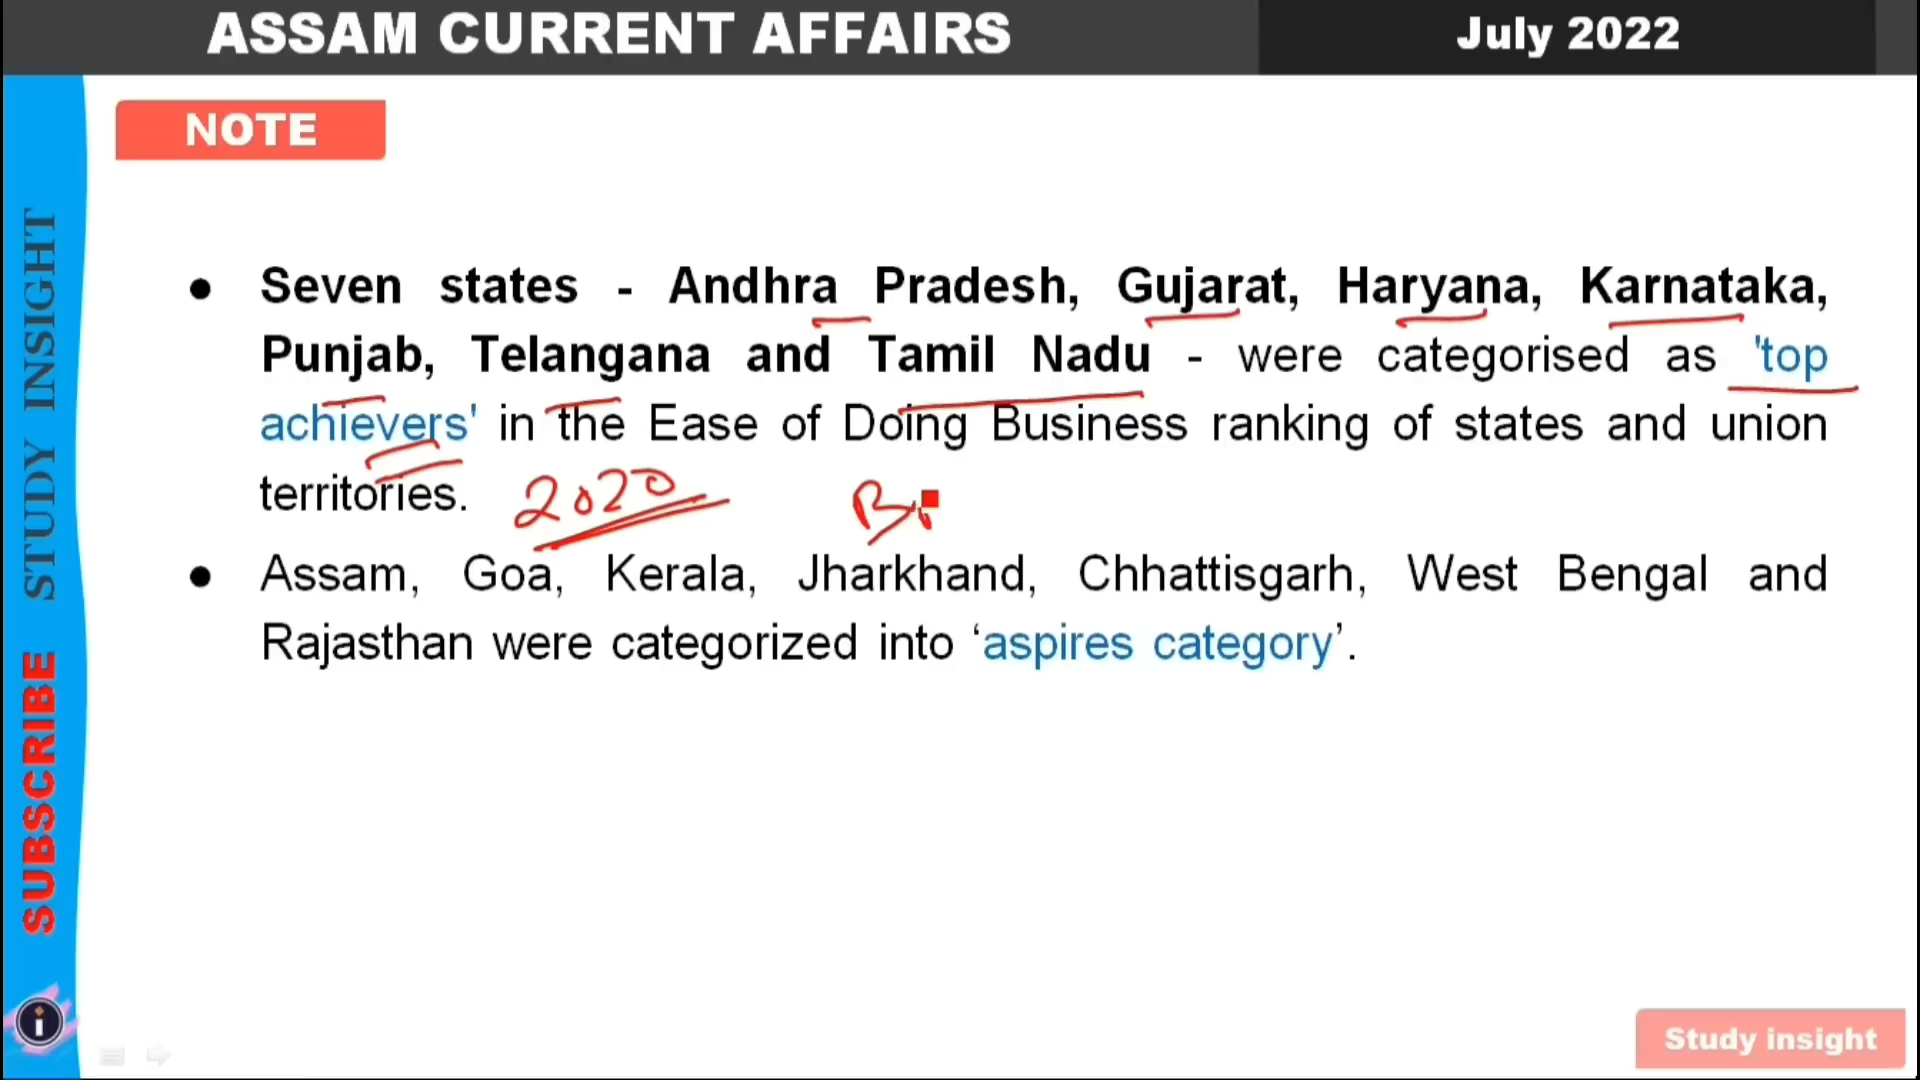 ASSAM CURRENT AFFAIRS
July 2022
NOTE
● Seven states - Andhra Pradesh, Gujarat, Haryana, Karnataka,
Punjab, Telangana and Tamil Nadu - were categorised as 'top
achievers' in the Ease of Doing Business ranking of states and union
territories.
2020
● Assam, Goa, Kerala, Jharkhand, Chhattisgarh, West Bengal and
Rajasthan were categorized into ‘aspires category’.
SUBSCRIBE STUDY INSIGHT
Study insight